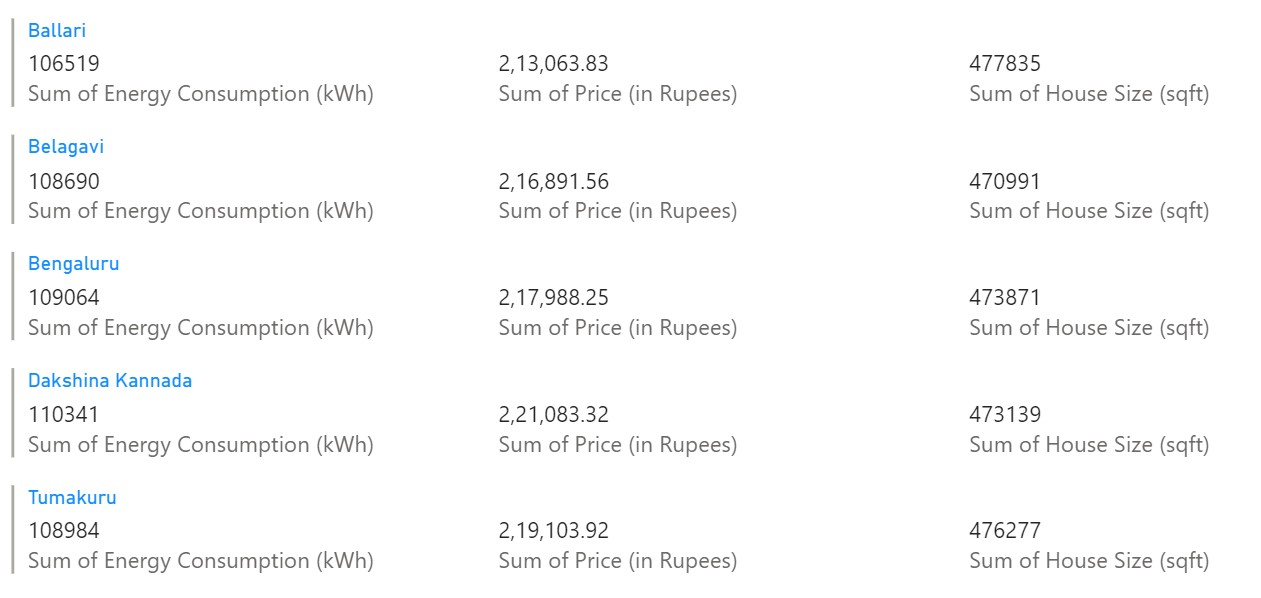 Ballari
106519 2,13,063.83 477835
Sum of Energy Consumption (kWh) Sum of Price (in Rupees) Sum of House Size (sqft)
Belagavi
108690 2,16,891.56 470991
Sum of Energy Consumption (kWh) Sum of Price (in Rupees) Sum of House Size (sqft)
Bengaluru
109064 2,17,988.25 473871
Sum of Energy Consumption (kWh) Sum of Price (in Rupees) Sum of House Size (sqft)
Dakshina Kannada
110341 2,21,083.32 473139
Sum of Energy Consumption (kWh) Sum of Price (in Rupees) Sum of House Size (sqft)
Tumakuru
108984 2,19,103.92 476277
Sum of Energy Consumption (kWh) Sum of Price (in Rupees) Sum of House Size (sqft)